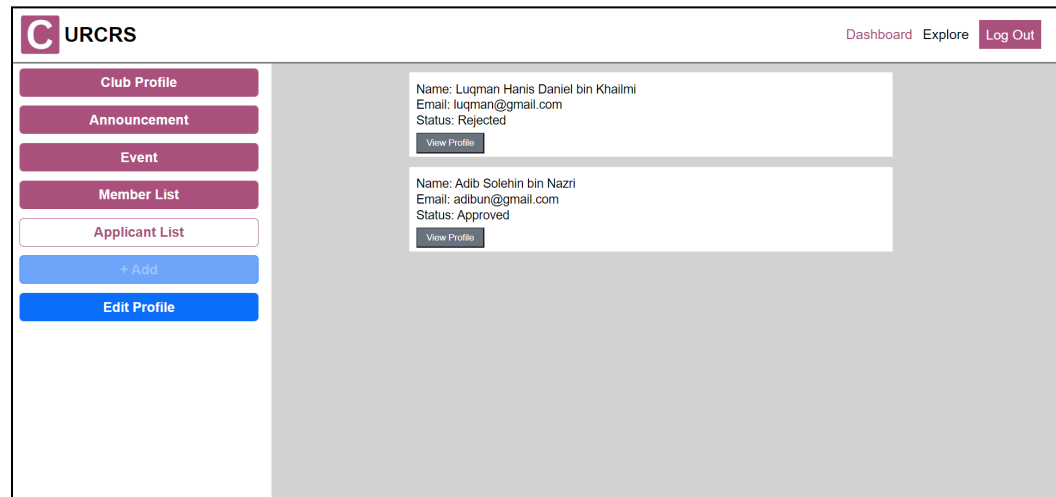 C URCRS
Dashboard Explore Log Out
Club Profile
Announcement
Event
Member List
Applicant List
+ Add
Edit Profile
Name: Luqman Hanis Daniel bin Khailmi
Email: luqman@gmail.com
Status: Rejected
View Profile
Name: Adib Solehin bin Nazri
Email: adibun@gmail.com
Status: Approved
View Profile